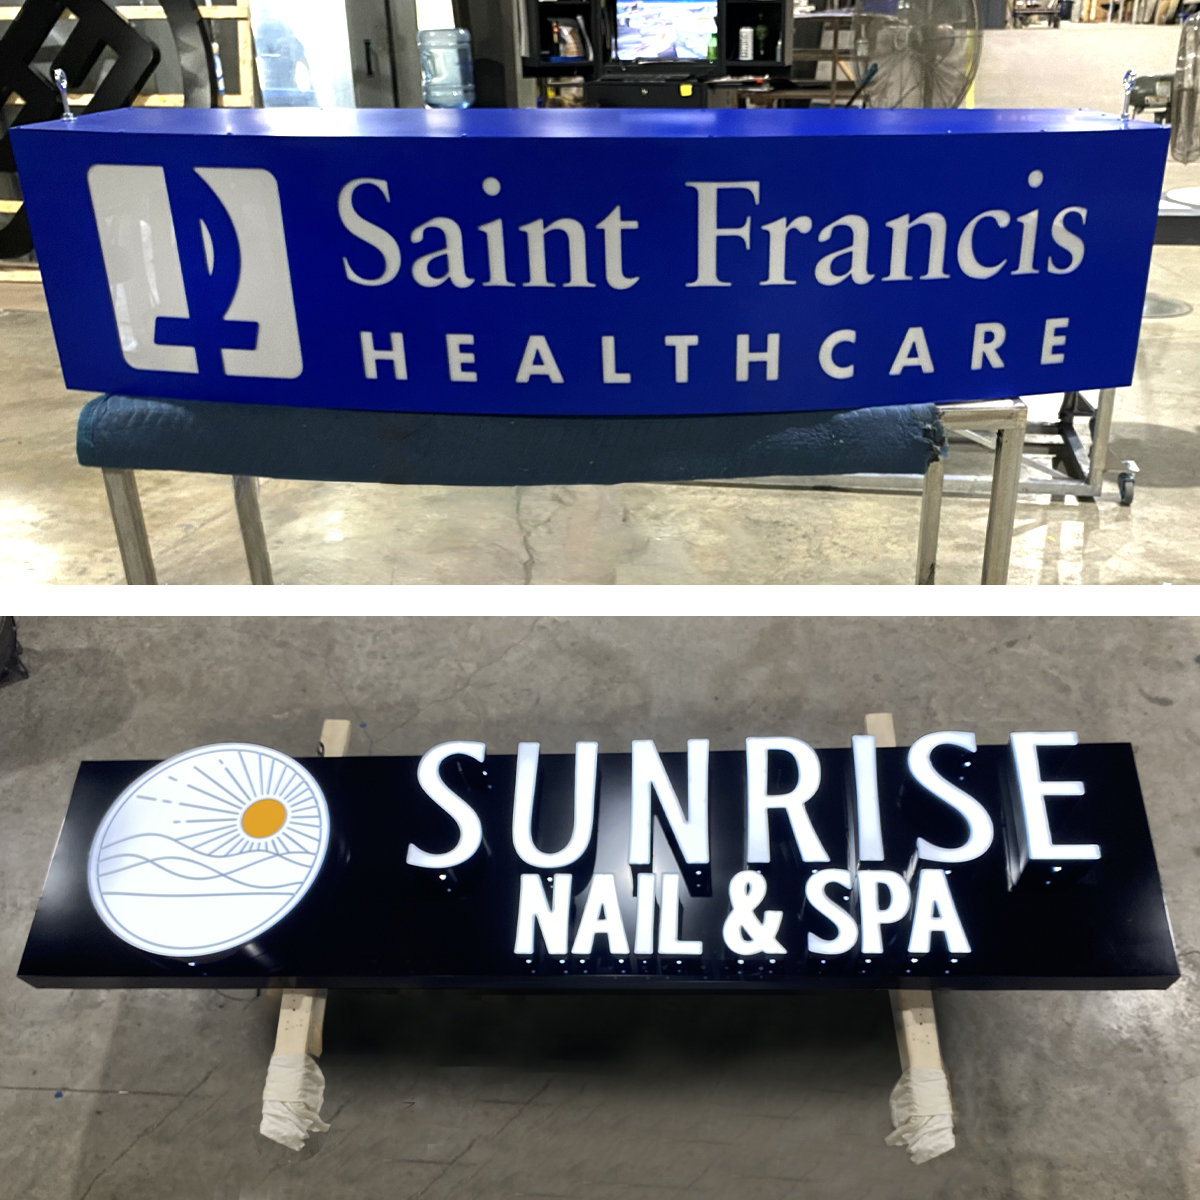 Saint Francis
HEALTHCARE
SUNRISE
NAIL & SPA